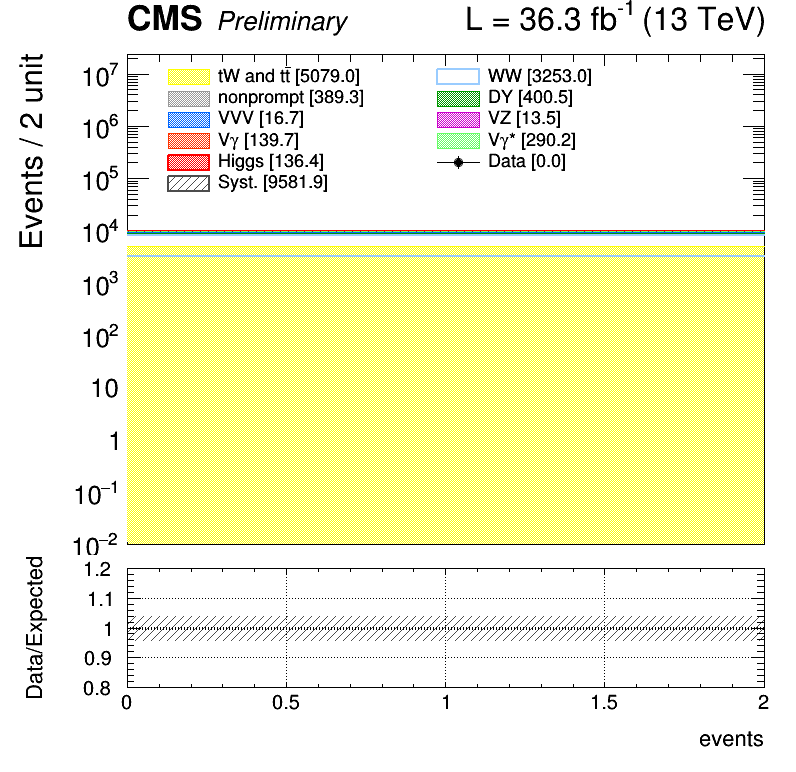 CMS Preliminary L = 36.3 fb⁻¹ (13 TeV)
Events / 2 unit
10⁷
10⁶
10⁵
10⁴
10³
10²
10
1
10⁻¹
10⁻²
tW and tt̄ [5079.0] WW [3253.0]
nonprompt [389.3] DY [400.5]
VVV [16.7] VZ [13.5]
Vγ [139.7] Vγ* [290.2]
Higgs [136.4] Data [0.0]
Syst. [9581.9]
Data/Expected
1.2
1.1
1
0.9
0.8
0 0.5 1 1.5 2
events